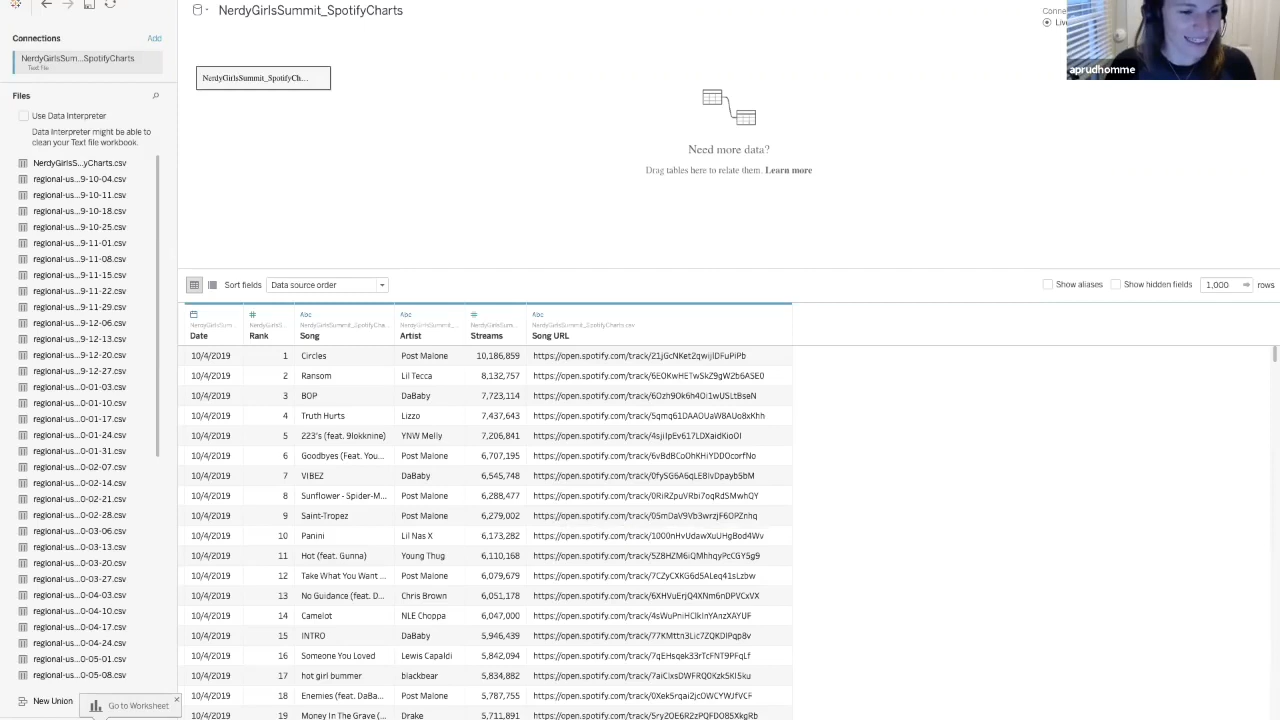 NerdyGirlsSummit_SpotifyCharts
Connections Add
NerdyGirlsSum...SpotifyCharts
Text file
Files
Use Data Interpreter
Data Interpreter might be able to
clean your Text file workbook.
NerdyGirlsS...yCharts.csv
regional-us...9-10-04.csv
regional-us...9-10-11.csv
regional-us...9-10-18.csv
regional-us...9-10-25.csv
regional-us...9-11-01.csv
regional-us...9-11-08.csv
regional-us...9-11-15.csv
regional-us...9-11-22.csv
regional-us...9-11-29.csv
regional-us...9-12-06.csv
regional-us...9-12-13.csv
regional-us...9-12-20.csv
regional-us...9-12-27.csv
regional-us...0-01-03.csv
regional-us...0-01-10.csv
regional-us...0-01-17.csv
regional-us...0-01-24.csv
regional-us...0-01-31.csv
regional-us...0-02-07.csv
regional-us...0-02-14.csv
regional-us...0-02-21.csv
regional-us...0-02-28.csv
regional-us...0-03-06.csv
regional-us...0-03-13.csv
regional-us...0-03-20.csv
regional-us...0-03-27.csv
regional-us...0-04-03.csv
regional-us...0-04-10.csv
regional-us...0-04-17.csv
regional-us...0-04-24.csv
regional-us...0-05-01.csv
regional-us...0-05-08.csv
New Union
Go to Worksheet
NerdyGirlsSummit_SpotifyCh...
Need more data?
Drag tables here to relate them. Learn more
aprudhomme
Sort fields Data source order Show aliases Show hidden fields 1,000 rows
Abc Abc Abc
NerdyGirlsSummit_SpotifyCha... NerdyGirlsSummit_SpotifyCharts.csv
Date Rank Song Artist Streams Song URL
10/4/2019 1 Circles Post Malone 10,186,859
10/4/2019 2 Ransom Lil Tecca 8,132,757
10/4/2019 3 BOP DaBaby 7,723,114
10/4/2019 4 Truth Hurts Lizzo 7,437,643
10/4/2019 5 223's (feat. 9lokknine) YNW Melly 7,206,841
10/4/2019 6 Goodbyes (Feat. You... Post Malone 6,707,195
10/4/2019 7 VIBEZ DaBaby 6,545,748
10/4/2019 8 Sunflower - Spider-M... Post Malone 6,288,477
10/4/2019 9 Saint-Tropez Post Malone 6,279,002
10/4/2019 10 Panini Lil Nas X 6,173,282
10/4/2019 11 Hot (feat. Gunna) Young Thug 6,110,168
10/4/2019 12 Take What You Want ... Post Malone 6,079,679
10/4/2019 13 No Guidance (feat. D... Chris Brown 6,051,178
10/4/2019 14 Camelot NLE Choppa 6,047,000
10/4/2019 15 INTRO DaBaby 5,946,439
10/4/2019 16 Someone You Loved Lewis Capaldi 5,842,094
10/4/2019 17 hot girl bummer blackbear 5,834,882
10/4/2019 18 Enemies (feat. DaBa... Post Malone 5,787,755
10/4/2019 19 Money In The Grave (... Drake 5,711,891